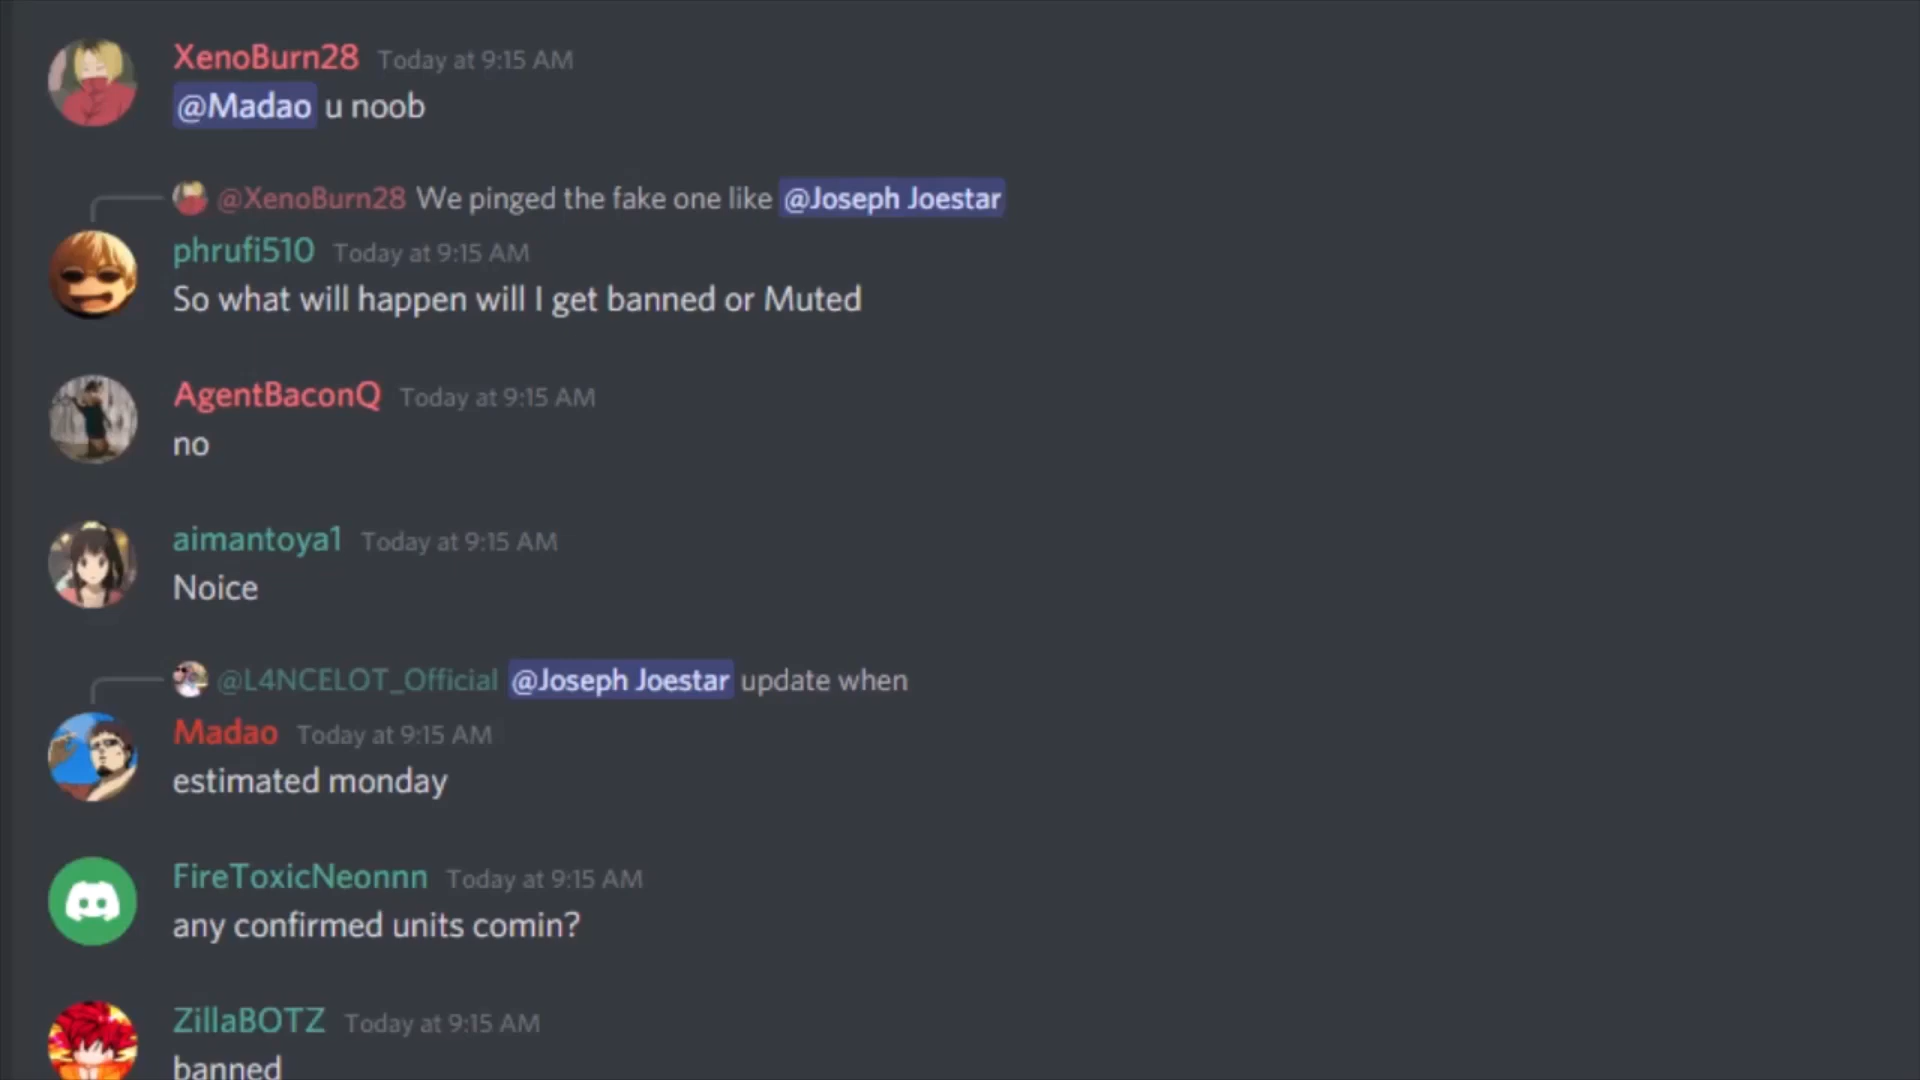 XenoBurn28 Today at 9:15 AM
@Madao u noob
@XenoBurn28 We pinged the fake one like @Joseph Joestar
phrufi510 Today at 9:15 AM
So what will happen will I get banned or Muted
AgentBaconQ Today at 9:15 AM
no
aimantoya1 Today at 9:15 AM
Noice
@L4NCELOT_Official @Joseph Joestar update when
Madao Today at 9:15 AM
estimated monday
FireToxicNeonnn Today at 9:15 AM
any confirmed units comin?
ZillaBOTZ Today at 9:15 AM
banned